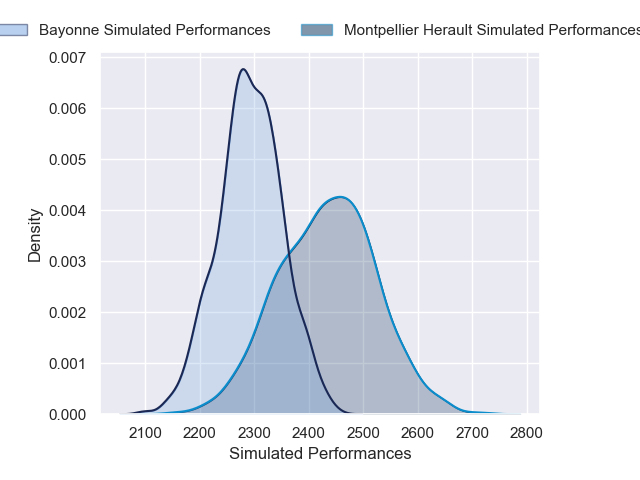 Bayonne Simulated Performances Montpellier Herault Simulated Performances
0.007
0.006
0.005
0.004
0.003
0.002
0.001
0.000
Density
2100 2200 2300 2400 2500 2600 2700 2800
Simulated Performances